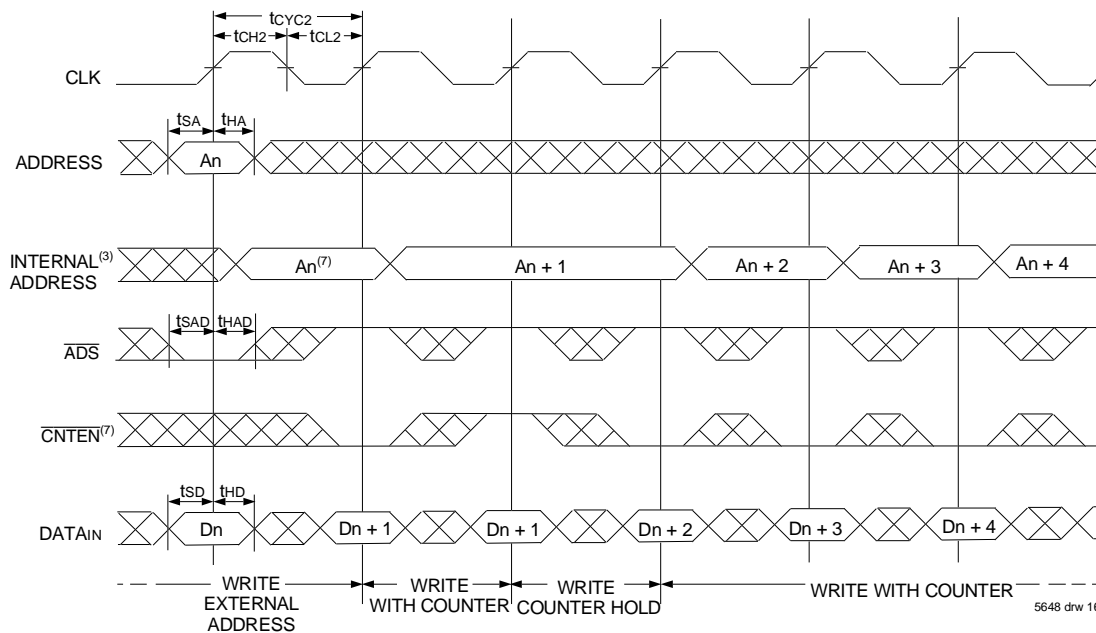 tCYC2
tCH2 tCL2
CLK
tSA tHA
ADDRESS An
INTERNAL(3)
ADDRESS
An(7) An + 1 An + 2 An + 3 An + 4
tSAD tHAD
ADS
CNTEN(7)
tSD tHD
DATAIN Dn Dn + 1 Dn + 1 Dn + 2 Dn + 3 Dn + 4
WRITE
EXTERNAL
ADDRESS
WRITE
WITH COUNTER
WRITE
COUNTER HOLD
WRITE WITH COUNTER
5648 drw 16